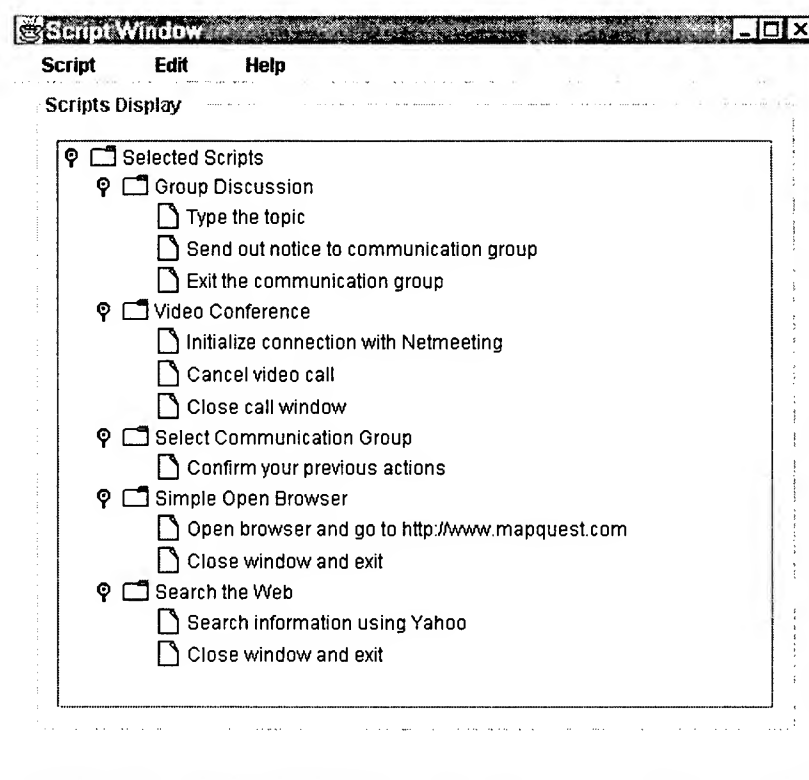 Script Window
Script Edit Help
Scripts Display
Selected Scripts
Group Discussion
Type the topic
Send out notice to communication group
Exit the communication group
Video Conference
Initialize connection with Netmeeting
Cancel video call
Close call window
Select Communication Group
Confirm your previous actions
Simple Open Browser
Open browser and go to http://www.mapquest.com
Close window and exit
Search the Web
Search information using Yahoo
Close window and exit